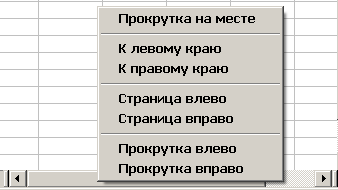 Прокрутка на месте
К левому краю
К правому краю
Страница влево
Страница вправо
Прокрутка влево
Прокрутка вправо